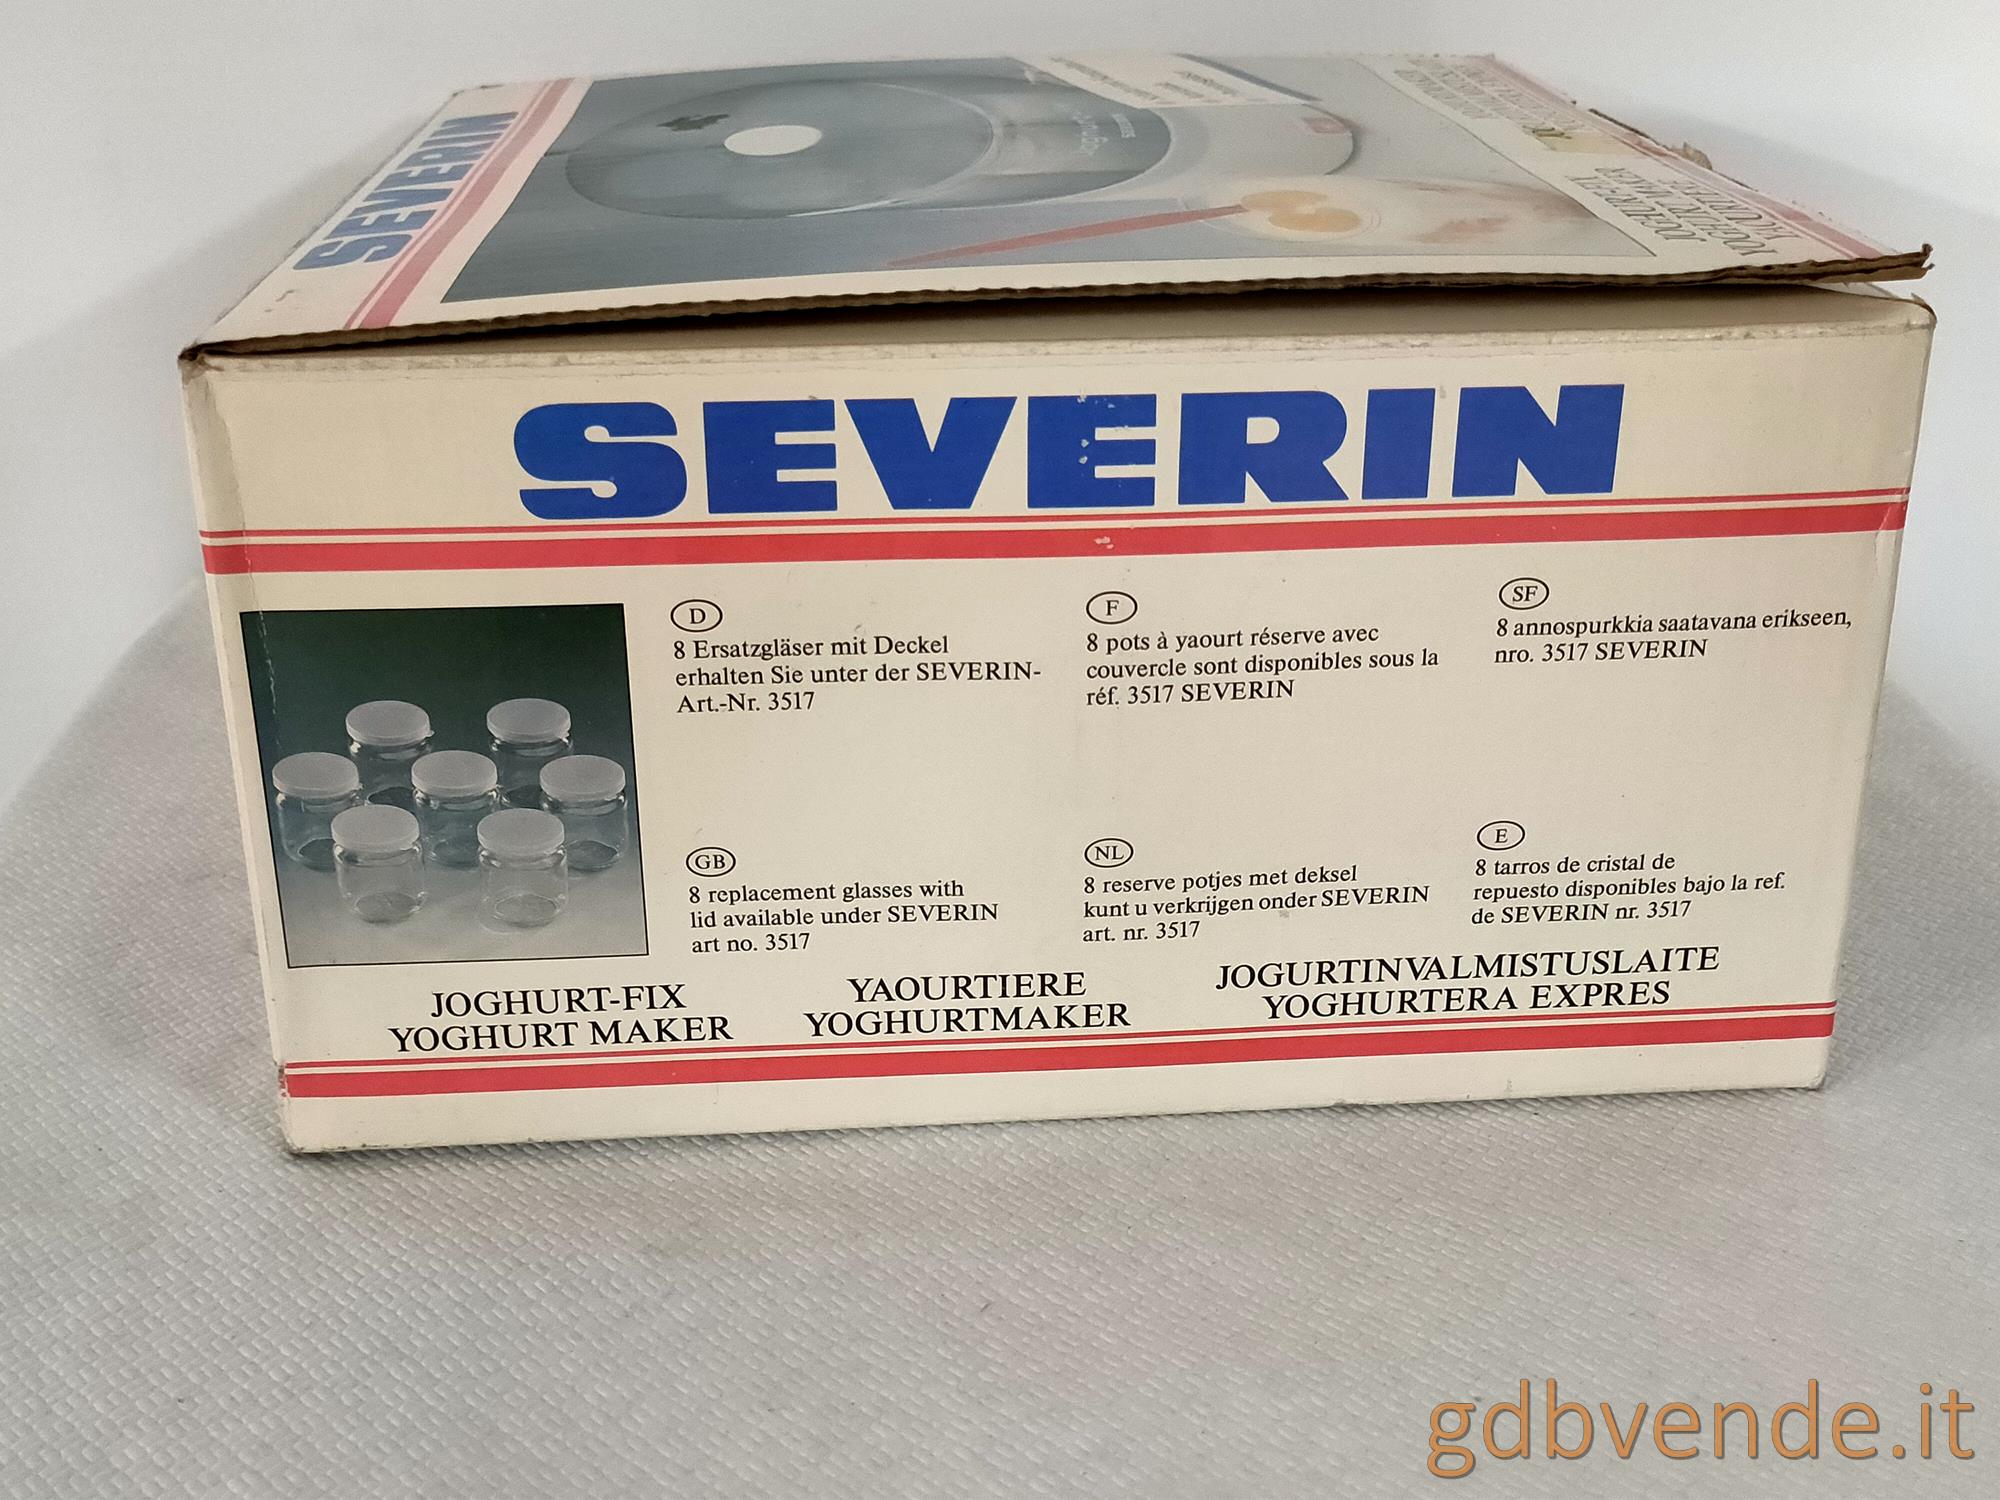 SEVERIN
JOGHURT-FIX
YOGHURT MAKER
SEVERIN
D
8 Ersatzgläser mit Deckel
erhalten Sie unter der SEVERIN-
Art.-Nr. 3517
F
8 pots à yaourt réserve avec
couvercle sont disponibles sous la
réf. 3517 SEVERIN
SF
8 annospurkkia saatavana erikseen,
nro. 3517 SEVERIN
GB
8 replacement glasses with
lid available under SEVERIN
art no. 3517
NL
8 reserve potjes met deksel
kunt u verkrijgen onder SEVERIN
art. nr. 3517
E
8 tarros de cristal de
repuesto disponibles bajo la ref.
de SEVERIN nr. 3517
JOGHURT-FIX
YOGHURT MAKER
YAOURTIERE
YOGHURTMAKER
JOGURTINVALMISTUSLAITE
YOGHURTERA EXPRES
gdbvende.it